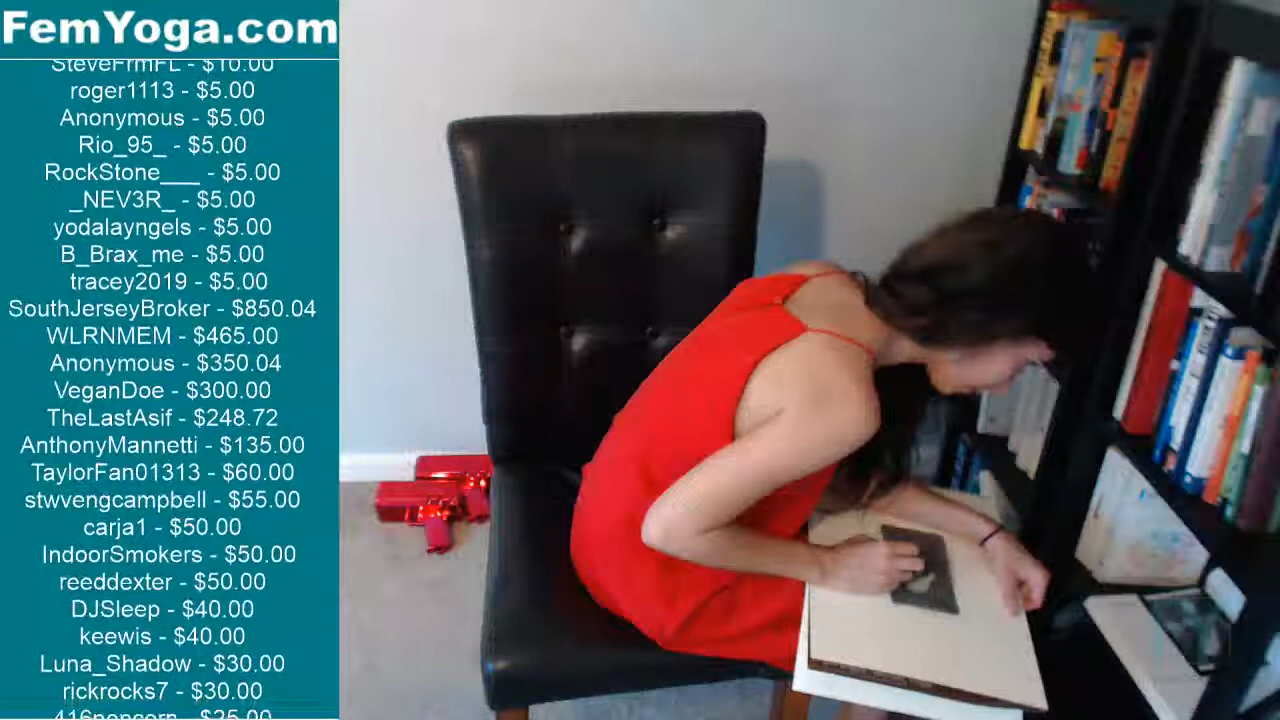 FemYoga.com
SteveFrmFL - $10.00
roger1113 - $5.00
Anonymous - $5.00
Rio_95_ - $5.00
RockStone___ - $5.00
_NEV3R_ - $5.00
yodalayngels - $5.00
B_Brax_me - $5.00
tracey2019 - $5.00
SouthJerseyBroker - $850.04
WLRNMEM - $465.00
Anonymous - $350.04
VeganDoe - $300.00
TheLastAsif - $248.72
AnthonyMannetti - $135.00
TaylorFan01313 - $60.00
stwvengcampbell - $55.00
carja1 - $50.00
IndoorSmokers - $50.00
reeddexter - $50.00
DJSleep - $40.00
keewis - $40.00
Luna_Shadow - $30.00
rickrocks7 - $30.00
416popcorn - $25.00